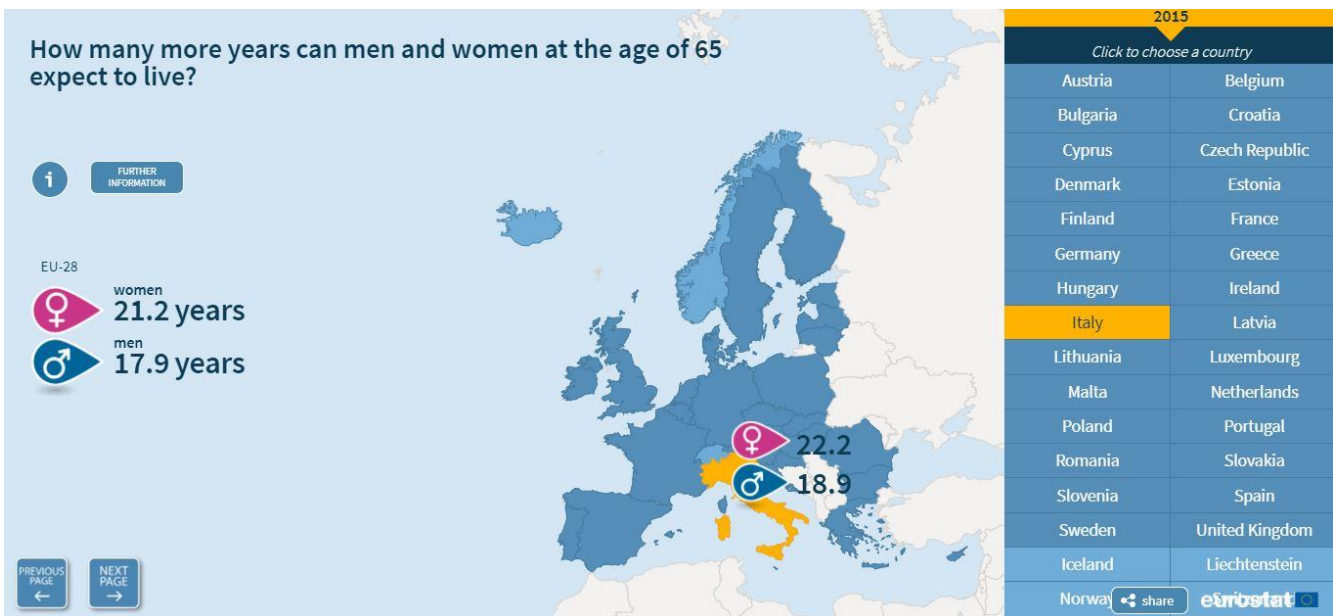 How many more years can men and women at the age of 65
expect to live?
i
FURTHER
INFORMATION
EU-28
women
21.2 years
men
17.9 years
22.2
18.9
PREVIOUS
PAGE
NEXT
PAGE
2015
Click to choose a country
Austria Belgium
Bulgaria Croatia
Cyprus Czech Republic
Denmark Estonia
Finland France
Germany Greece
Hungary Ireland
Italy Latvia
Lithuania Luxembourg
Malta Netherlands
Poland Portugal
Romania Slovakia
Slovenia Spain
Sweden United Kingdom
Iceland Liechtenstein
Norway
share
eurostat